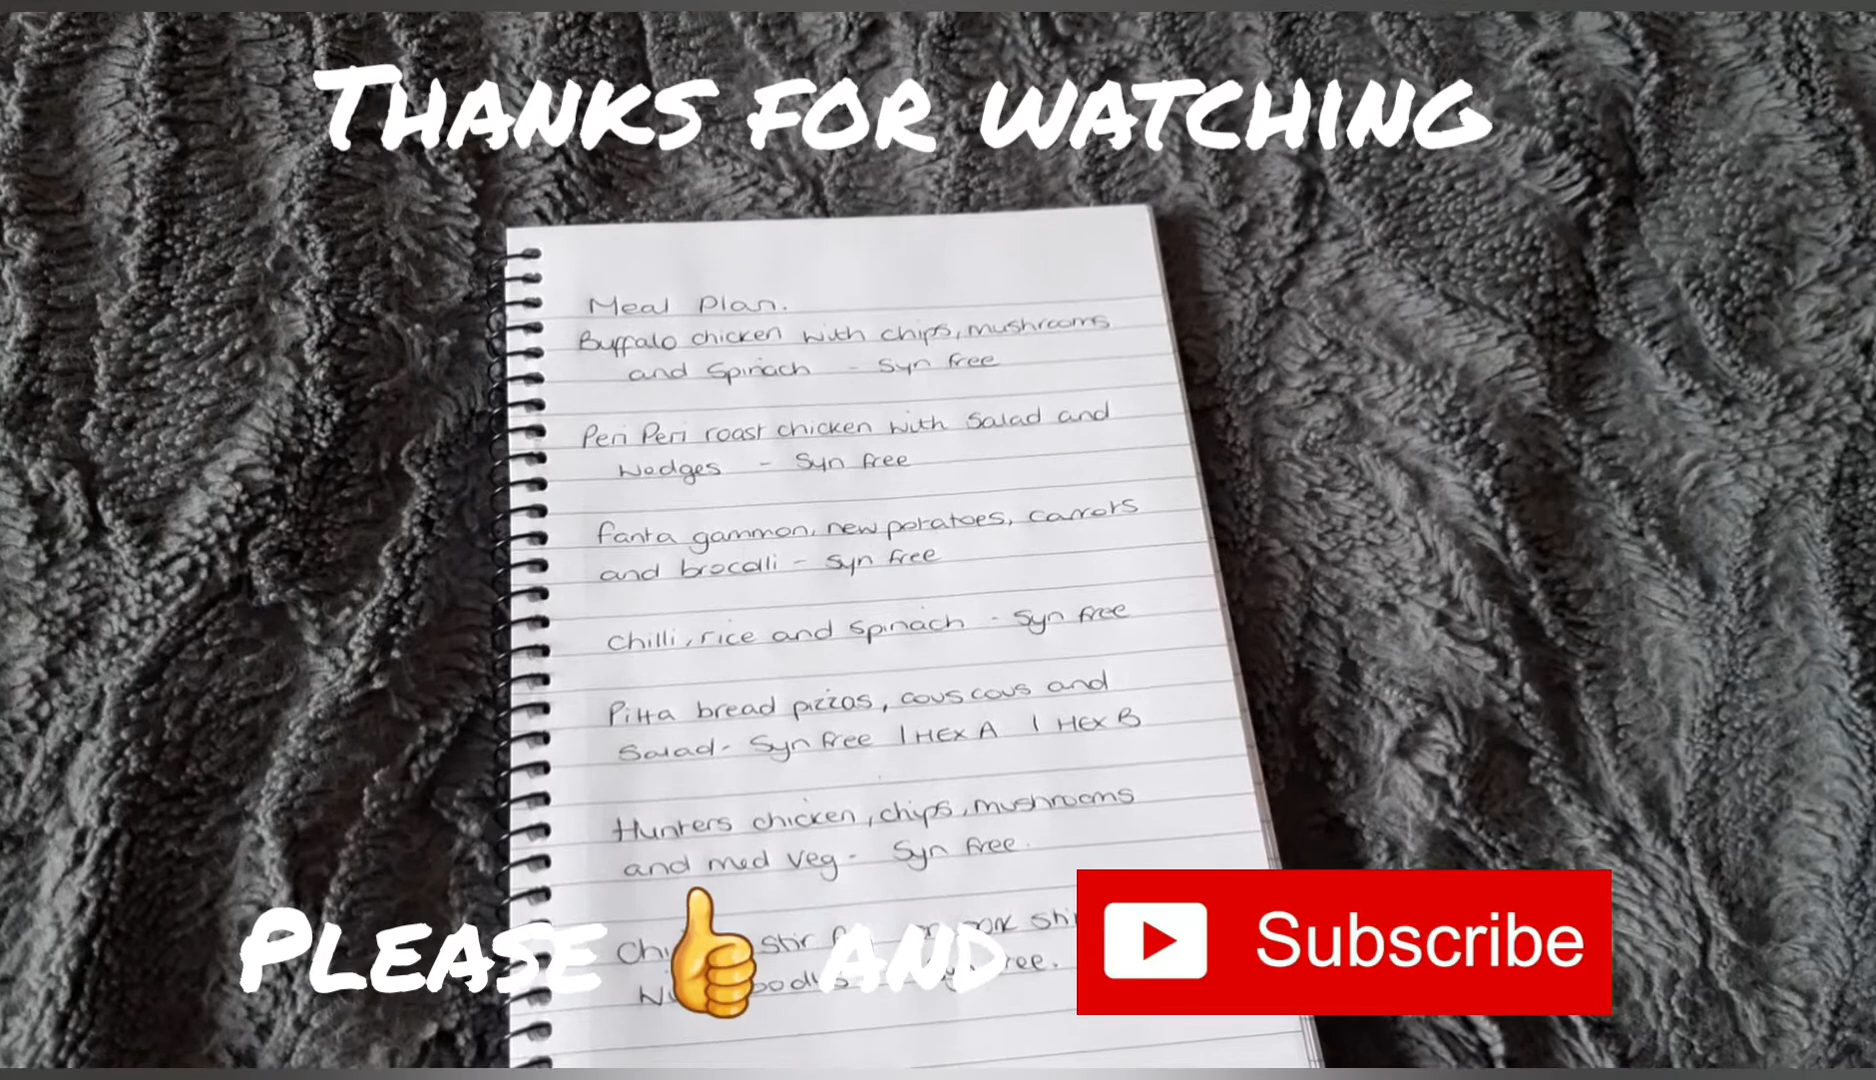 THANKS FOR WATCHING
Meal Plan.
Buffalo chicken with chips, mushrooms
and Spinach - Syn free
Peri Peri roast chicken with Salad and
Wedges - Syn free
fanta gammon, new potatoes, carrots
and brocolli - Syn free
Chilli, rice and spinach - Syn free
Pitta bread pizzas, cous cous and
Salad - Syn free 1 HEX A 1 HEX B
Hunters chicken, chips, mushrooms
and med veg - Syn free.
stir
PLEASE AND
Subscribe